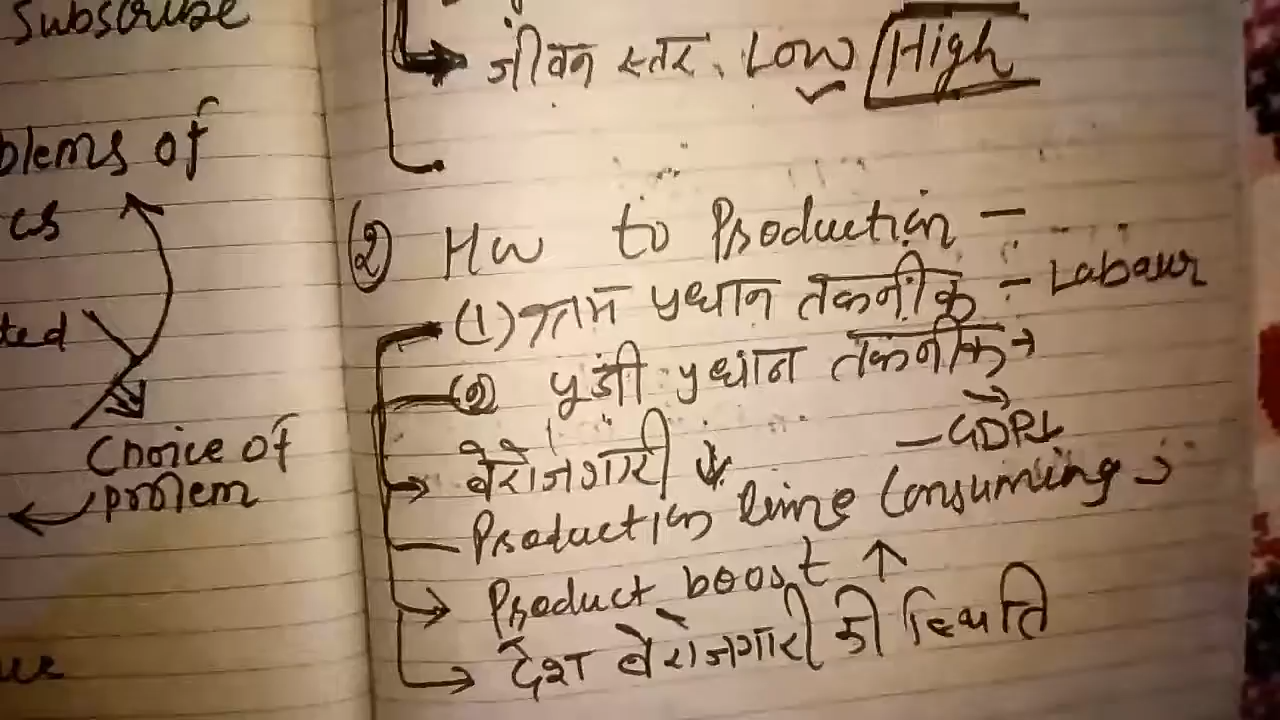 Subscribe
blems of
cs
ted
Choice of
problem
जीवन स्तर. Low High
(2) Hw to Production –
(1) श्रम प्रधान तकनीक – Labour
(2) पूंजी प्रधान तकनीक →
– GDP↓
बेरोजगारी ↓
Production time Consuming
Product boost ↑
देश बेरोजगारी की स्थिति